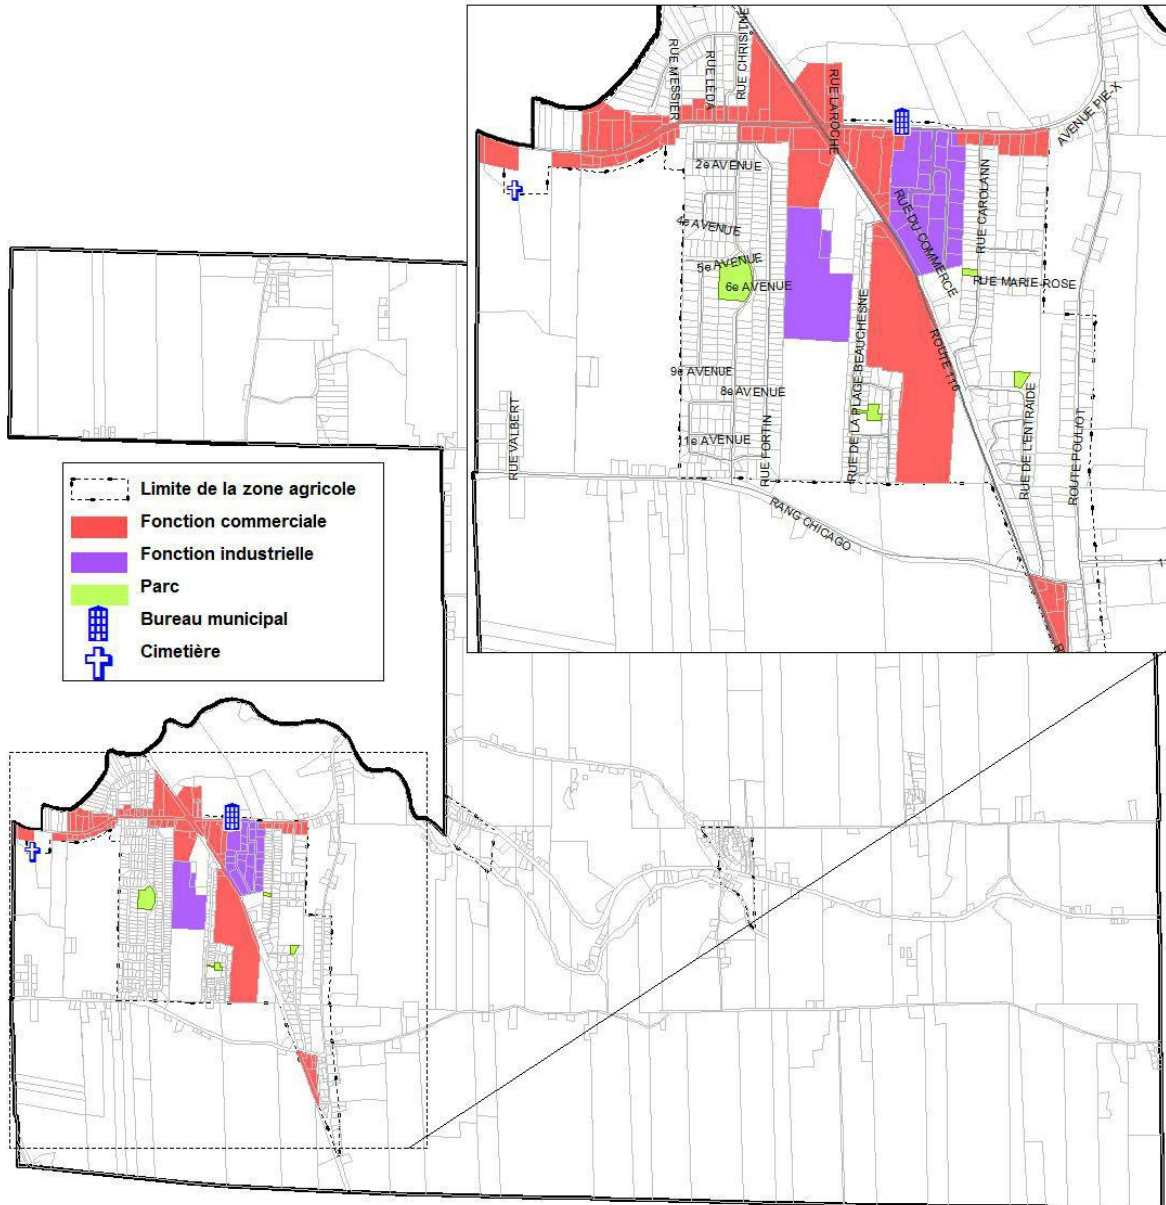 RUE MESSIER
RUE LEDA
RUE CHRISINE
RUE LAROCHE
AVENUE PIE-X
2e AVENUE
4e AVENUE
5e AVENUE
6e AVENUE
RUE DU COMMERCE
RUE CAROLANN
RUE MARIE-ROSE
9e AVENUE
8e AVENUE
1e AVENUE
RUE VALBERT
RUE FORTIN
RUE DE LA PLAGE-BEAUCHESNE
ROUTE 116
RUE DE L'ENTRAIDE
ROUTE POULIOT
RANG CHICAGO
Limite de la zone agricole
Fonction commerciale
Fonction industrielle
Parc
Bureau municipal
Cimetière